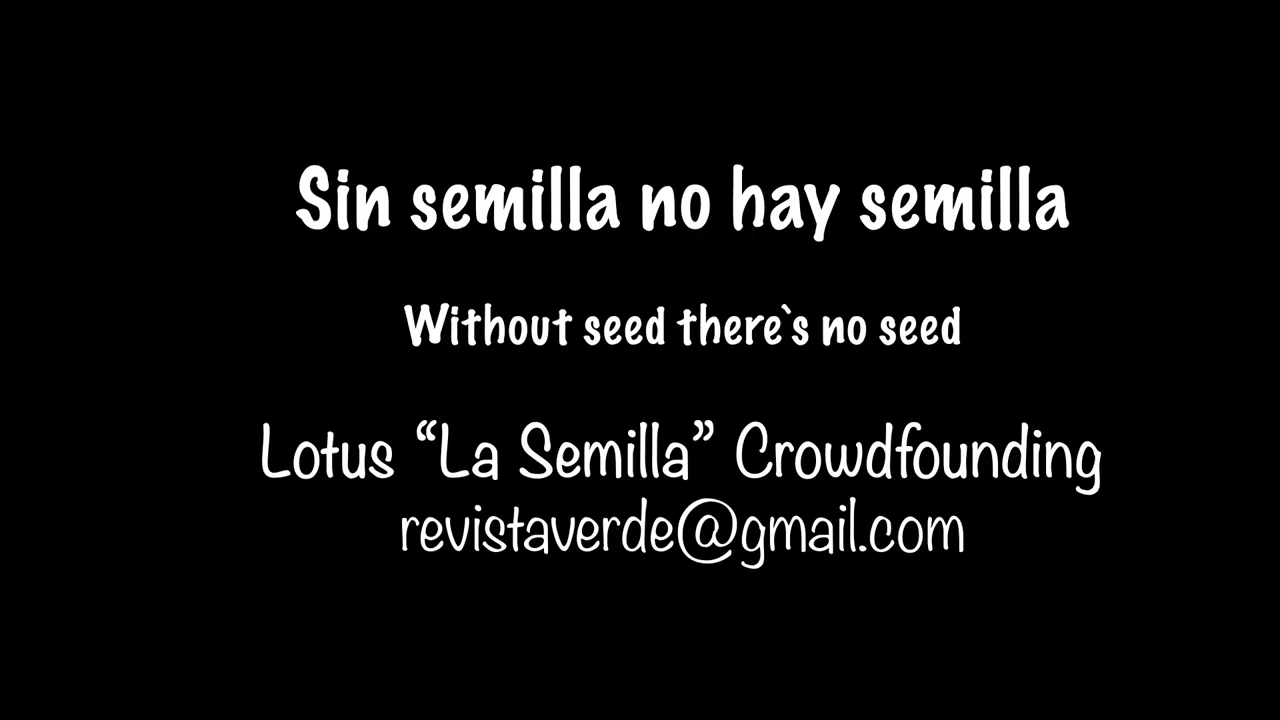 Sin semilla no hay semilla
Without seed there`s no seed
Lotus “La Semilla” Crowdfounding
revistaverde@gmail.com